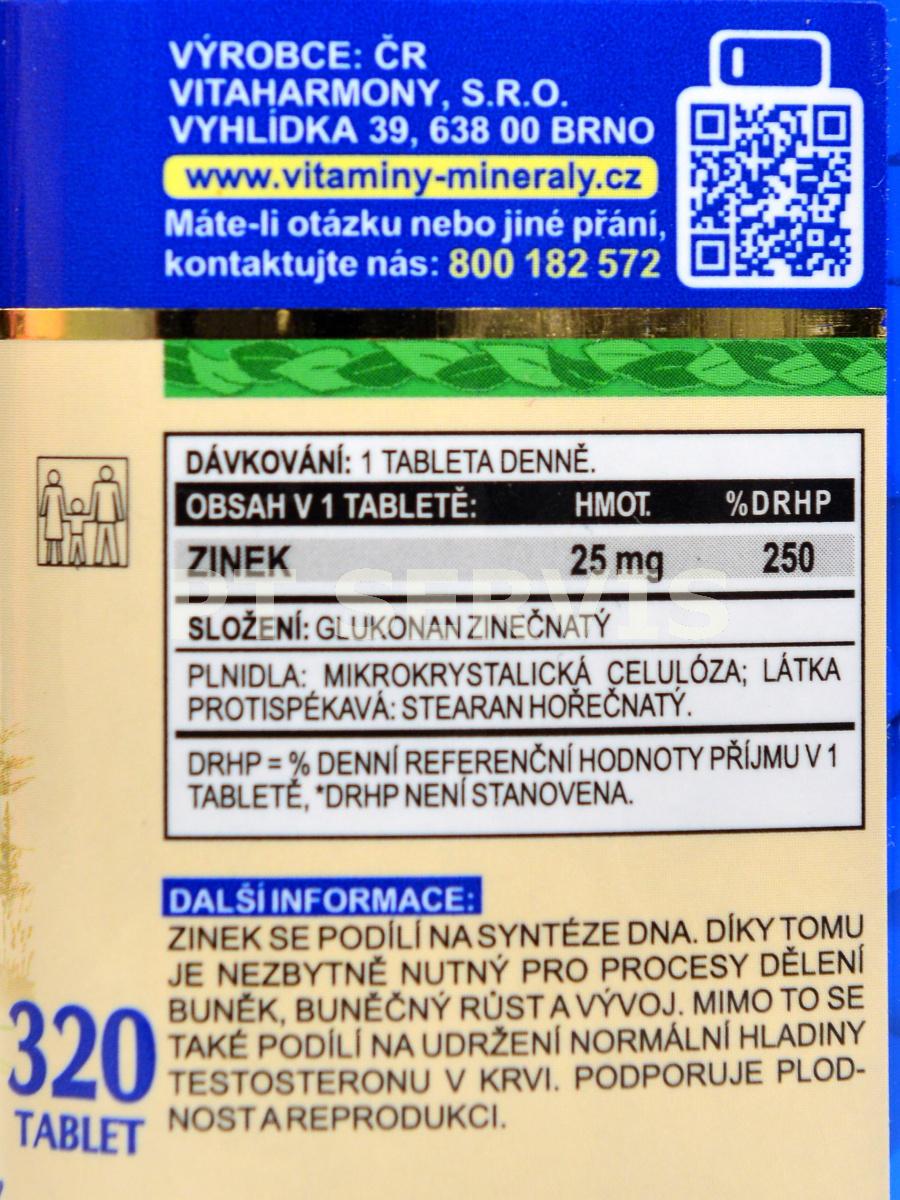 VÝROBCE: ČR
VITAHARMONY, S.R.O.
VYHLÍDKA 39, 638 00 BRNO
www.vitaminy-mineraly.cz
Máte-li otázku nebo jiné přání,
kontaktujte nás: 800 182 572
DÁVKOVÁNÍ: 1 TABLETA DENNĚ.
OBSAH V 1 TABLETĚ: HMOT. %DRHP
ZINEK 25 mg 250
PT SERVIS
SLOŽENÍ: GLUKONAN ZINEČNATÝ
PLNIDLA: MIKROKRYSTALICKÁ CELULÓZA; LÁTKA
PROTISPÉKAVÁ: STEARAN HOŘEČNATÝ.
DRHP = % DENNÍ REFERENČNÍ HODNOTY PŘÍJMU V 1
TABLETĚ, *DRHP NENÍ STANOVENA.
DALŠÍ INFORMACE:
ZINEK SE PODÍLÍ NA SYNTÉZE DNA. DÍKY TOMU
JE NEZBYTNĚ NUTNÝ PRO PROCESY DĚLENÍ
BUNĚK, BUNĚČNÝ RŮST A VÝVOJ. MIMO TO SE
TAKÉ PODÍLÍ NA UDRŽENÍ NORMÁLNÍ HLADINY
TESTOSTERONU V KRVI. PODPORUJE PLOD-
NOST A REPRODUKCI.
320
TABLET